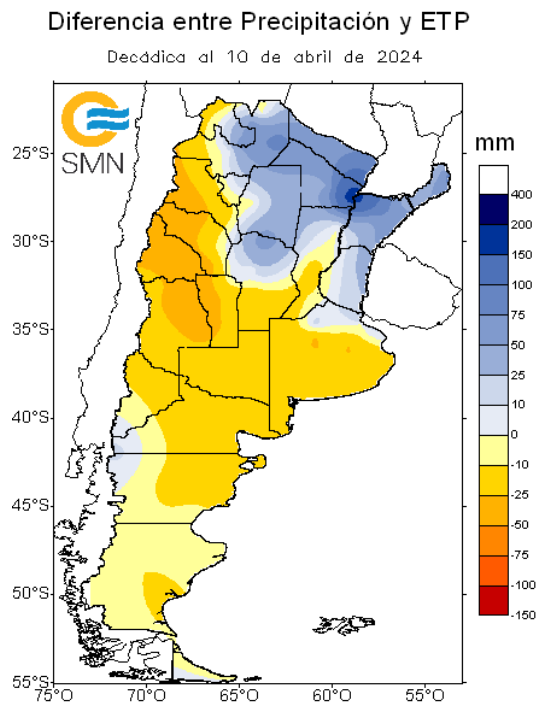 Diferencia entre Precipitación y ETP
Decádica al 10 de abril de 2024
SMN
mm
400
200
150
100
75
50
25
10
0
-10
-25
-50
-75
-100
-150
25°S
30°S
35°S
40°S
45°S
50°S
55°S
75°O 70°O 65°O 60°O 55°O